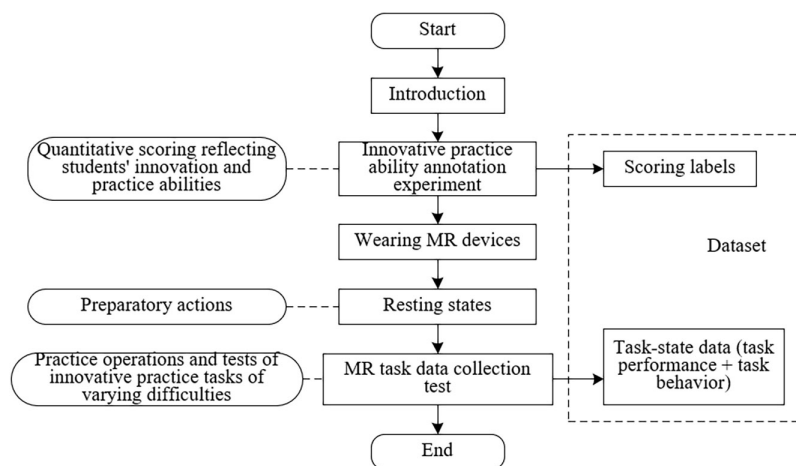 Start
Introduction
Quantitative scoring reflecting
students' innovation and
practice abilities
Innovative practice
ability annotation
experiment
Scoring labels
Wearing MR devices
Dataset
Preparatory actions
Resting states
Practice operations and tests of
innovative practice tasks of
varying difficulties
MR task data collection
test
Task-state data (task
performance + task
behavior)
End